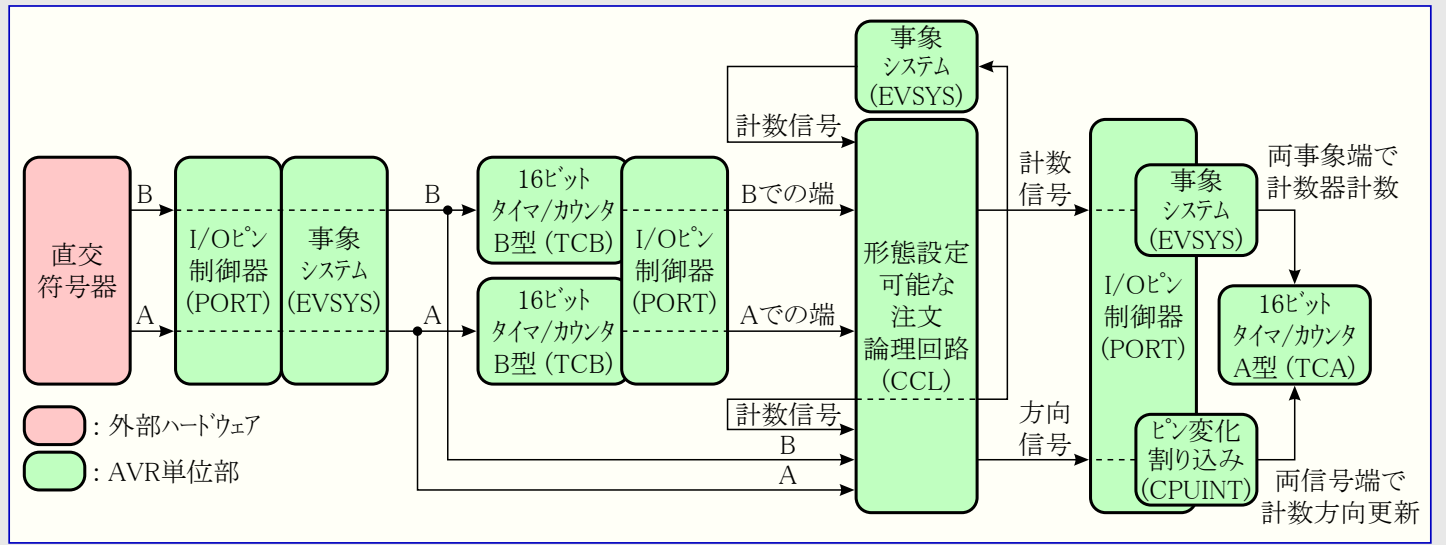 事象
システム
(EVSYS)
計数信号
直交
符号器
B
A
I/Oピン
制御器
(PORT)
事象
システム
(EVSYS)
B
A
16ビット
タイマ/カウンタ
B型 (TCB)
16ビット
タイマ/カウンタ
B型 (TCB)
I/Oピン
制御器
(PORT)
Bでの端
Aでの端
計数信号
B
A
形態設定
可能な
注文
論理回路
(CCL)
計数
信号
方向
信号
I/Oピン
制御器
(PORT)
事象
システム
(EVSYS)
ピン変化
割り込み
(CPUINT)
両事象端で
計数器計数
16ビット
タイマ/カウンタ
A型 (TCA)
両信号端で
計数方向更新
: 外部ハードウェア
: AVR単位部